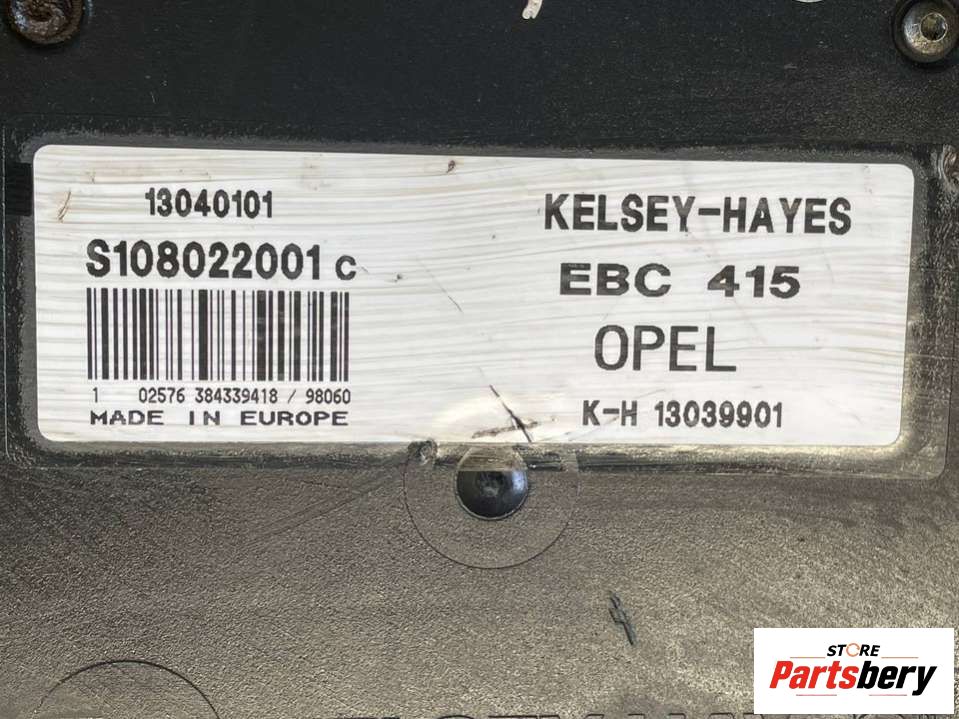 13040101
S108022001 C
1 02576 384339418 / 98060
MADE IN EUROPE
KELSEY-HAYES
EBC 415
OPEL
K-H 13039901
STORE
Partsbery